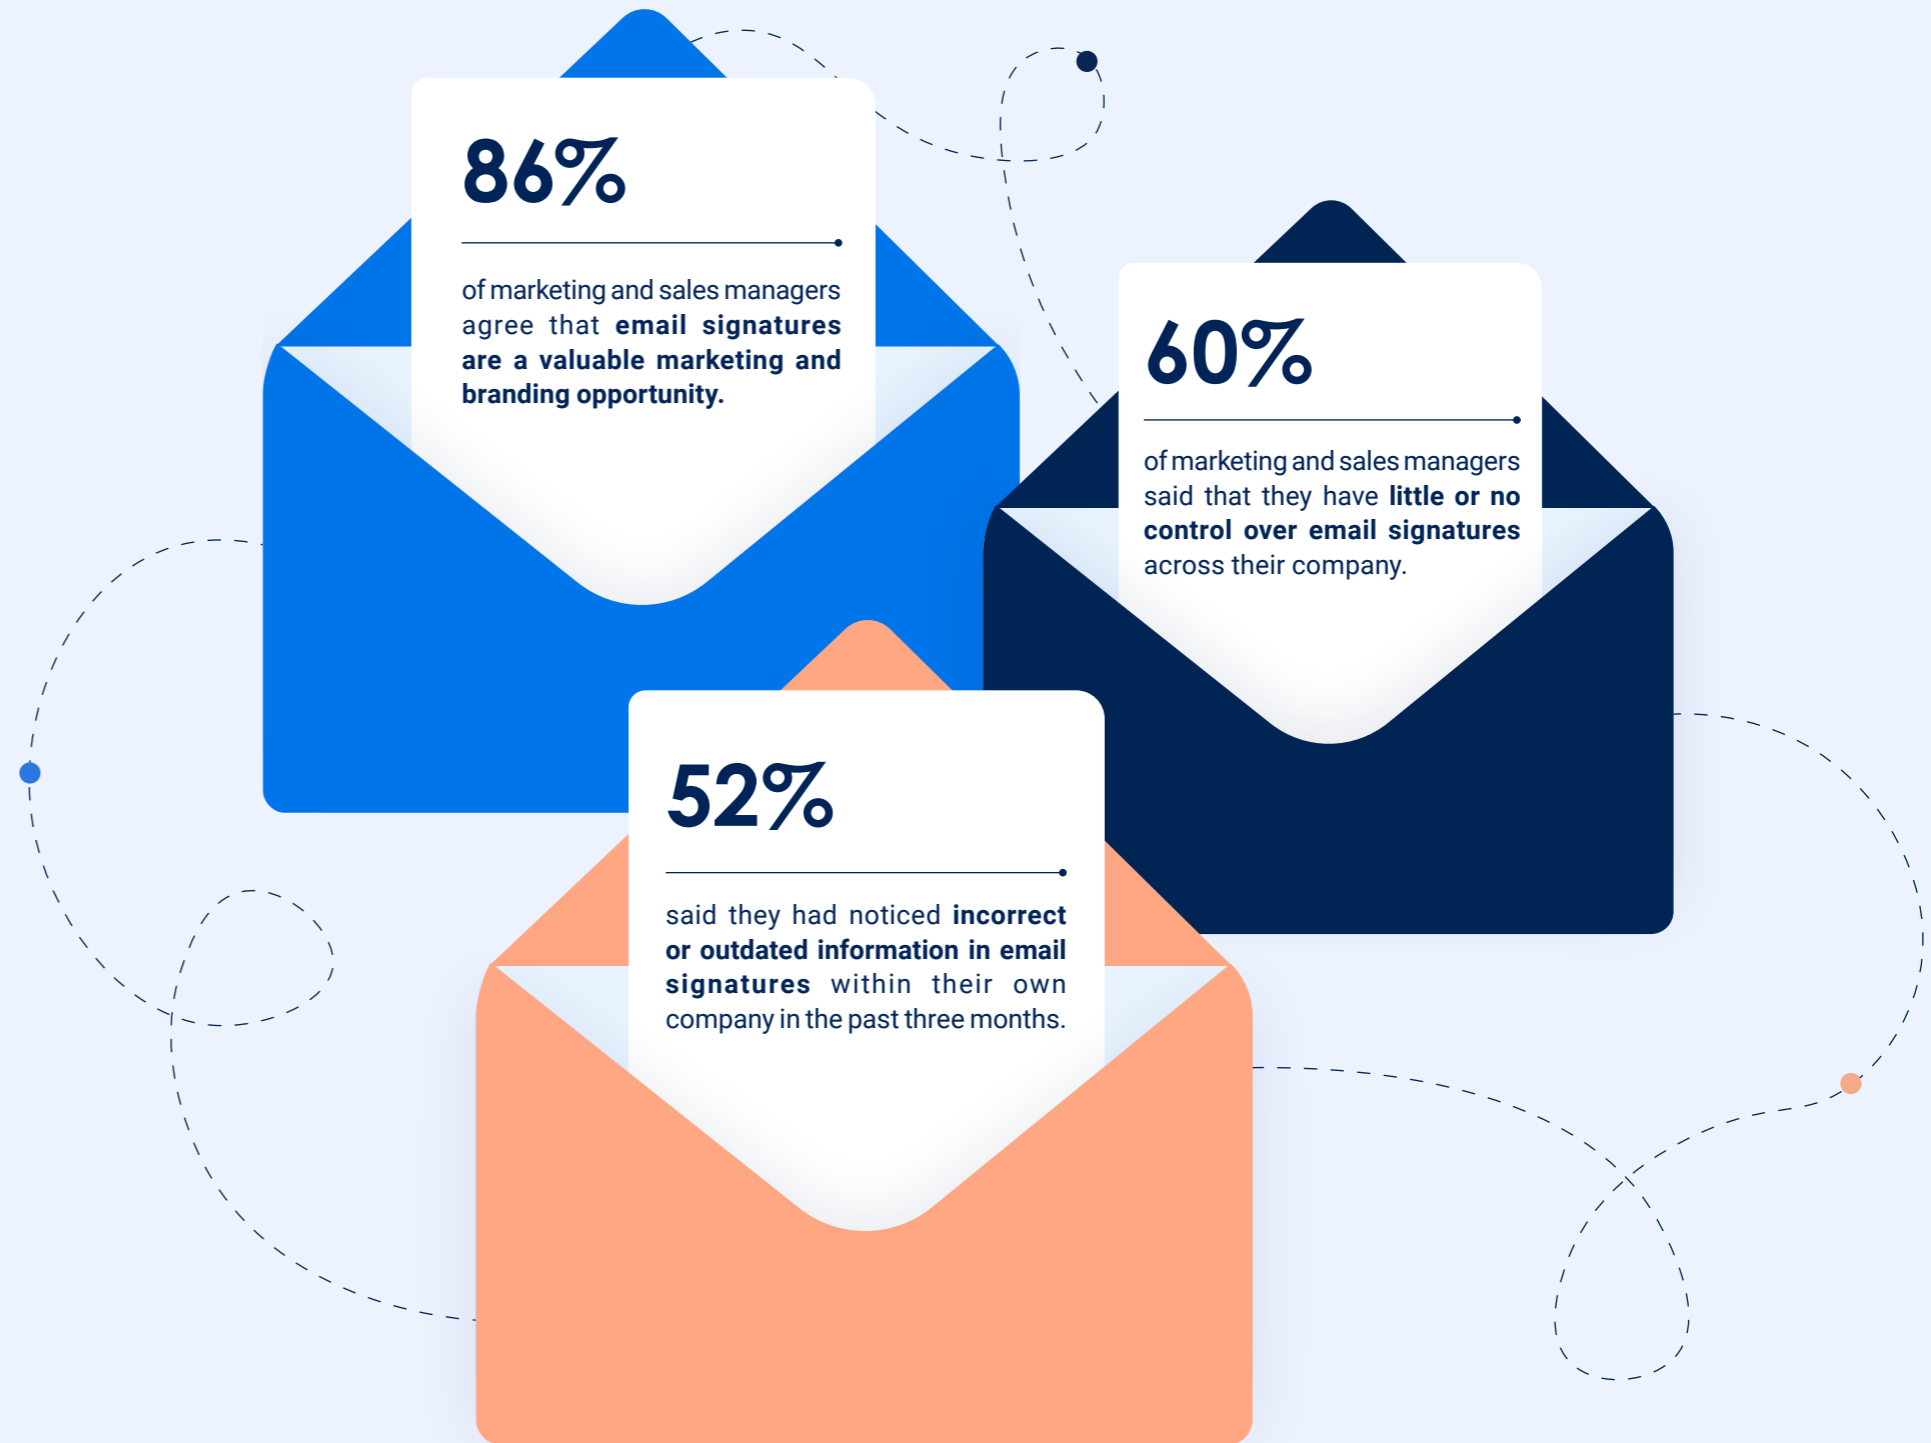 86%
of marketing and sales managers
agree that email signatures
are a valuable marketing and
branding opportunity.
60%
of marketing and sales managers
said that they have little or no
control over email signatures
across their company.
52%
said they had noticed incorrect
or outdated information in email
signatures within their own
company in the past three months.